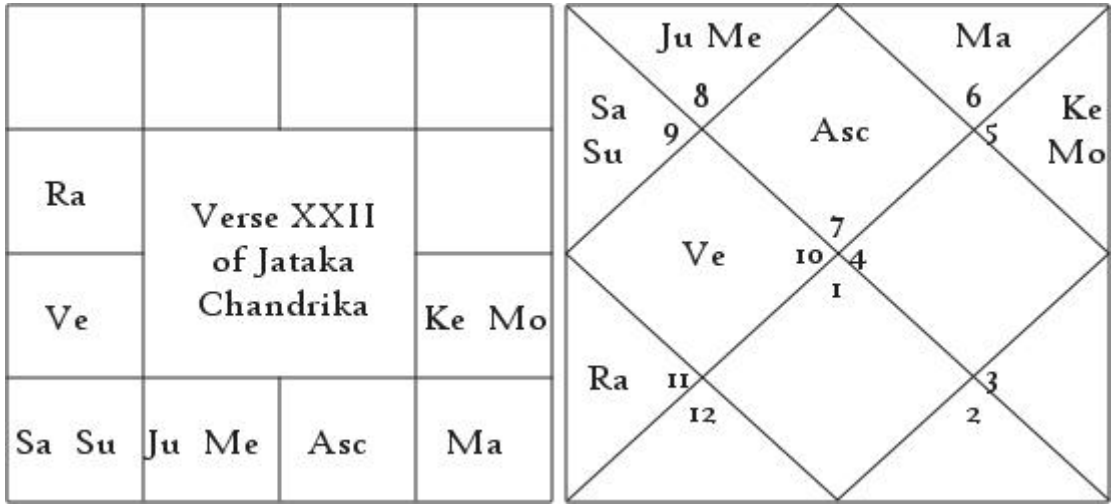 Ra
Verse XXII
of Jataka
Chandrika
Ve
Ke Mo
Sa Su
Ju Me
Asc
Ma
Ju Me
Ma
8
6
Sa
Su
9
Asc
5
Ke
Mo
7
Ve
10
4
1
Ra
11
3
12
2